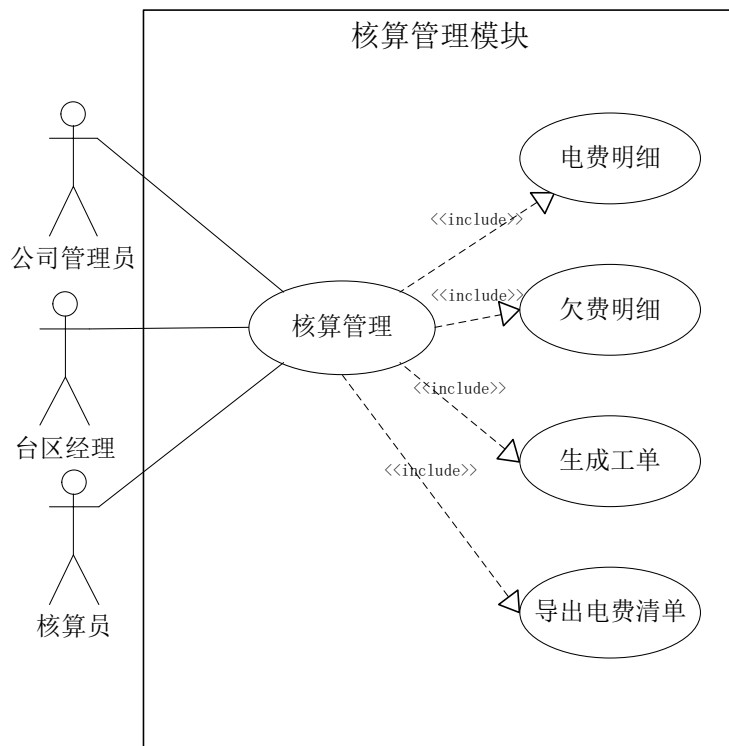 核算管理模块
电费明细
<<include>>
公司管理员
<<include>>
欠费明细
核算管理
<<include>>
台区经理
生成工单
<<include>>
导出电费清单
核算员